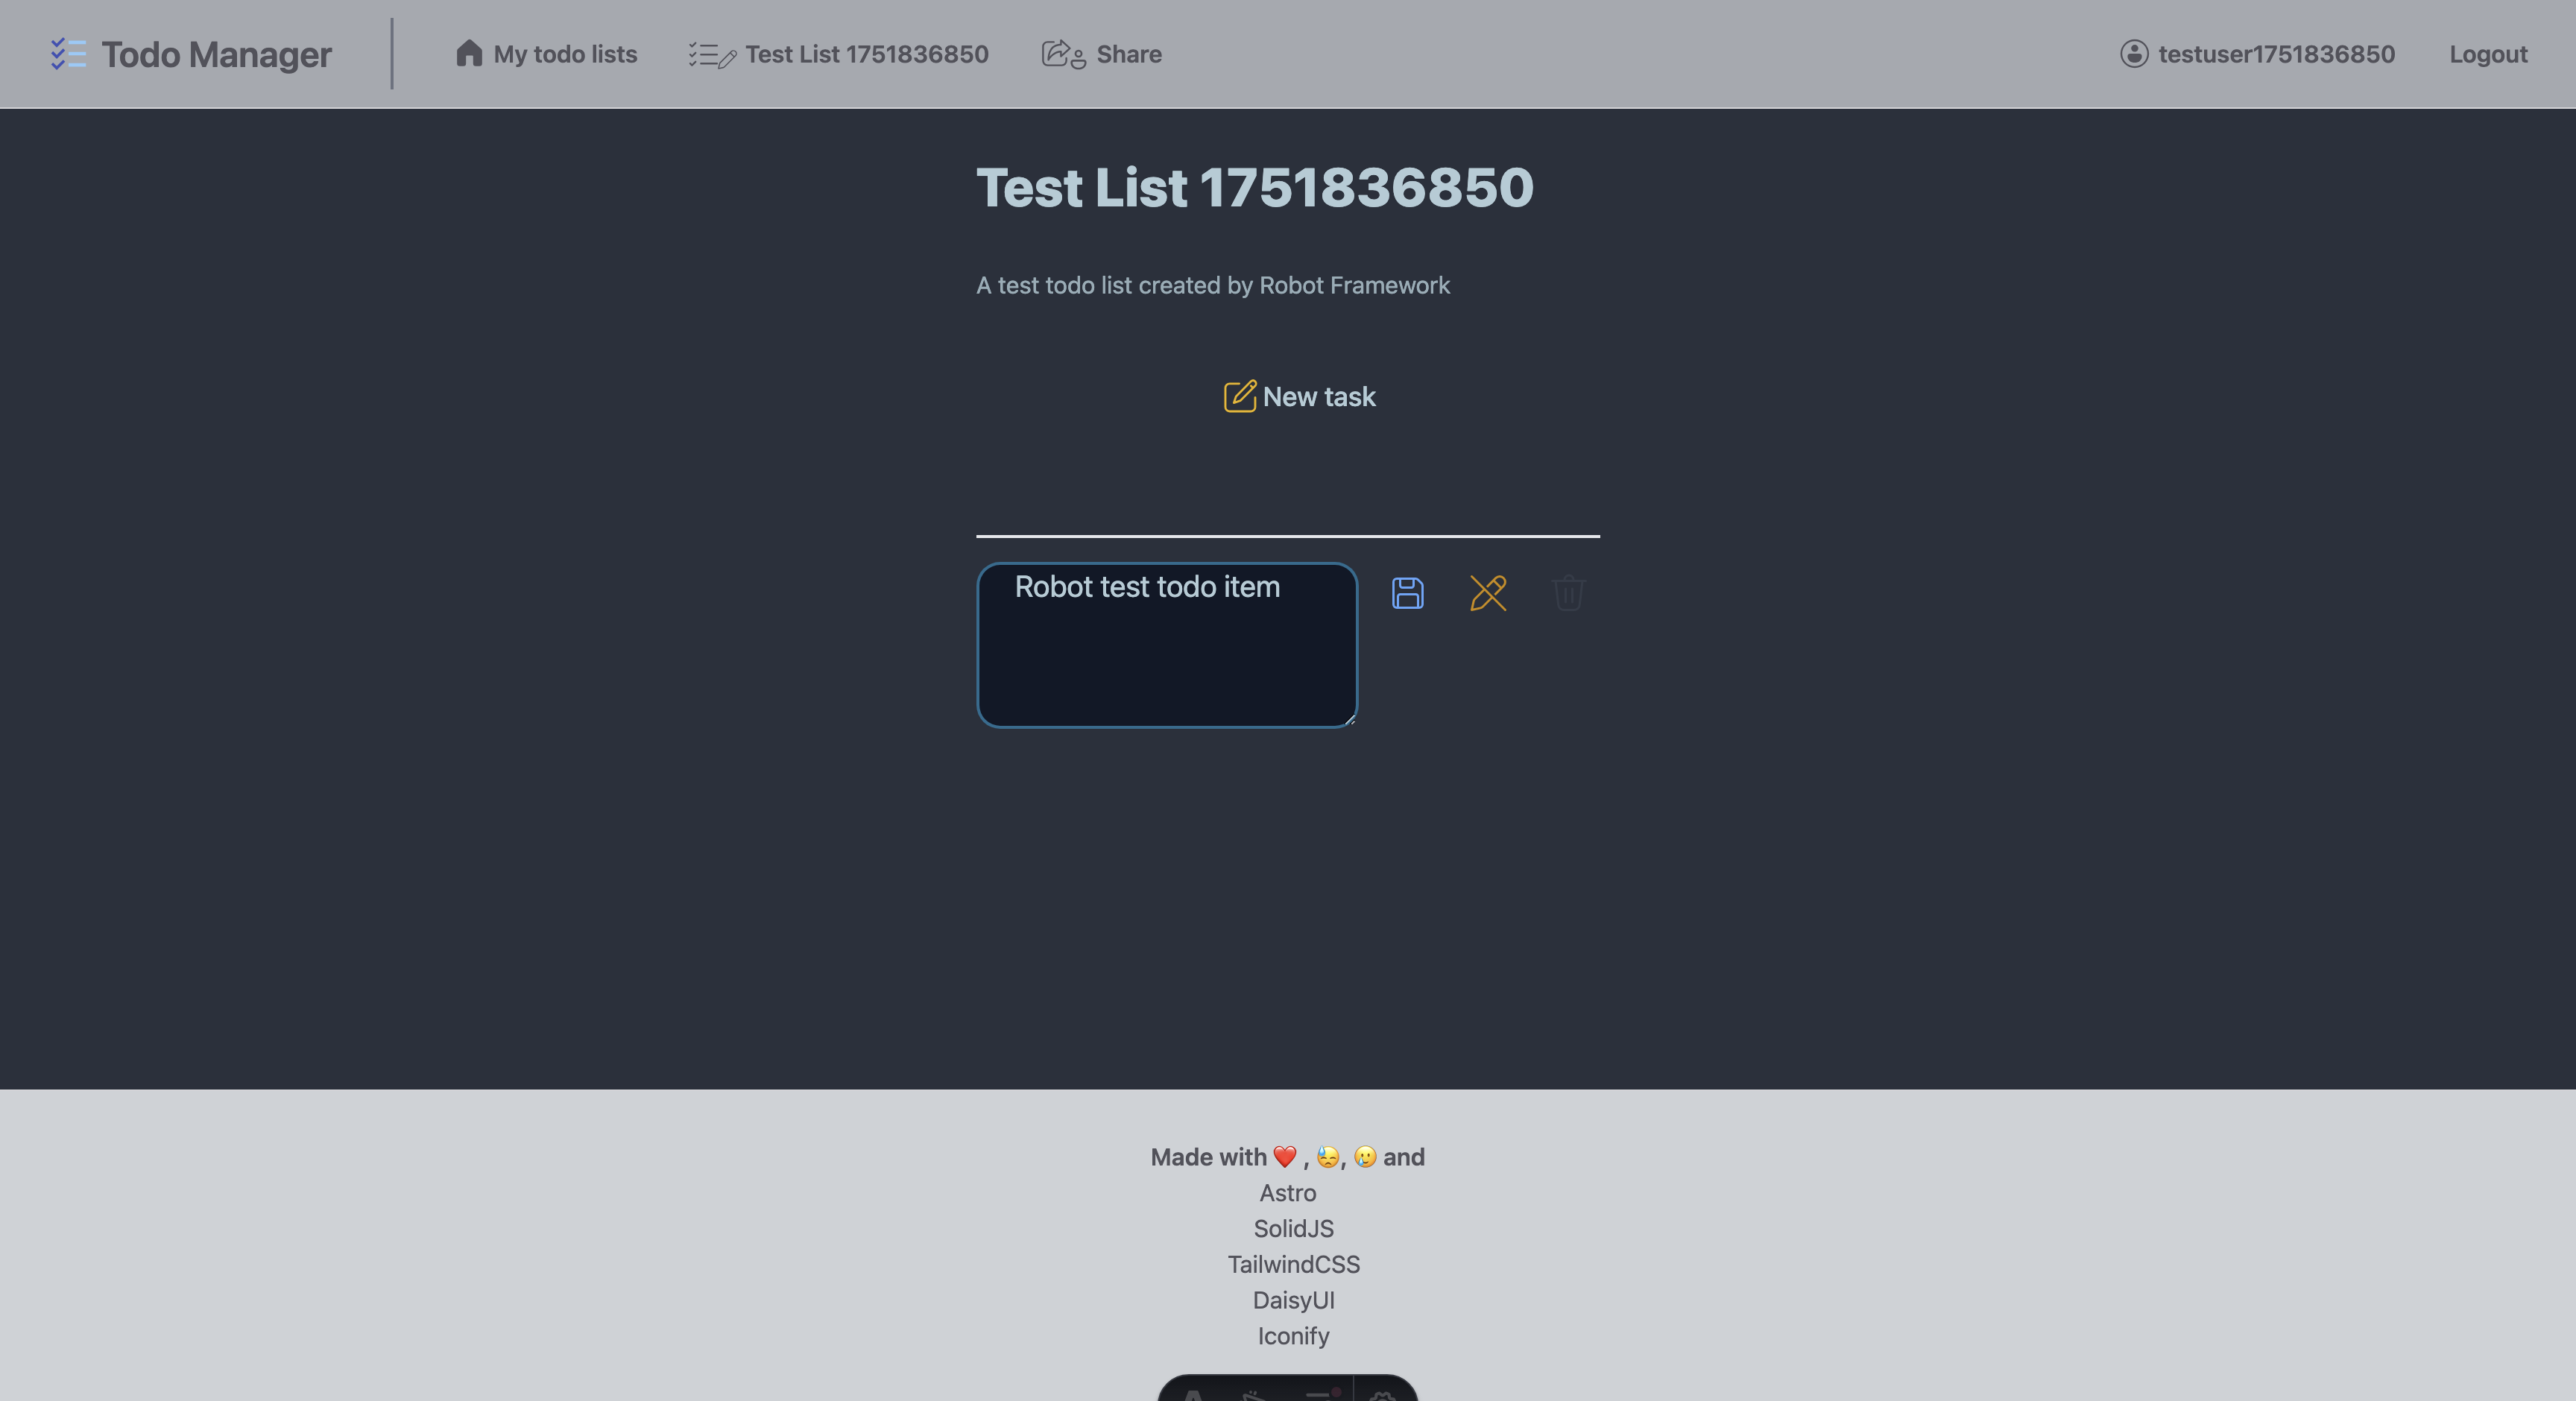 Todo Manager
My todo lists
Test List 1751836850
Share
testuser1751836850
Logout
Test List 1751836850
A test todo list created by Robot Framework
New task
Robot test todo item
Made with ❤️ , 😓, 🥲 and
Astro
SolidJS
TailwindCSS
DaisyUI
Iconify